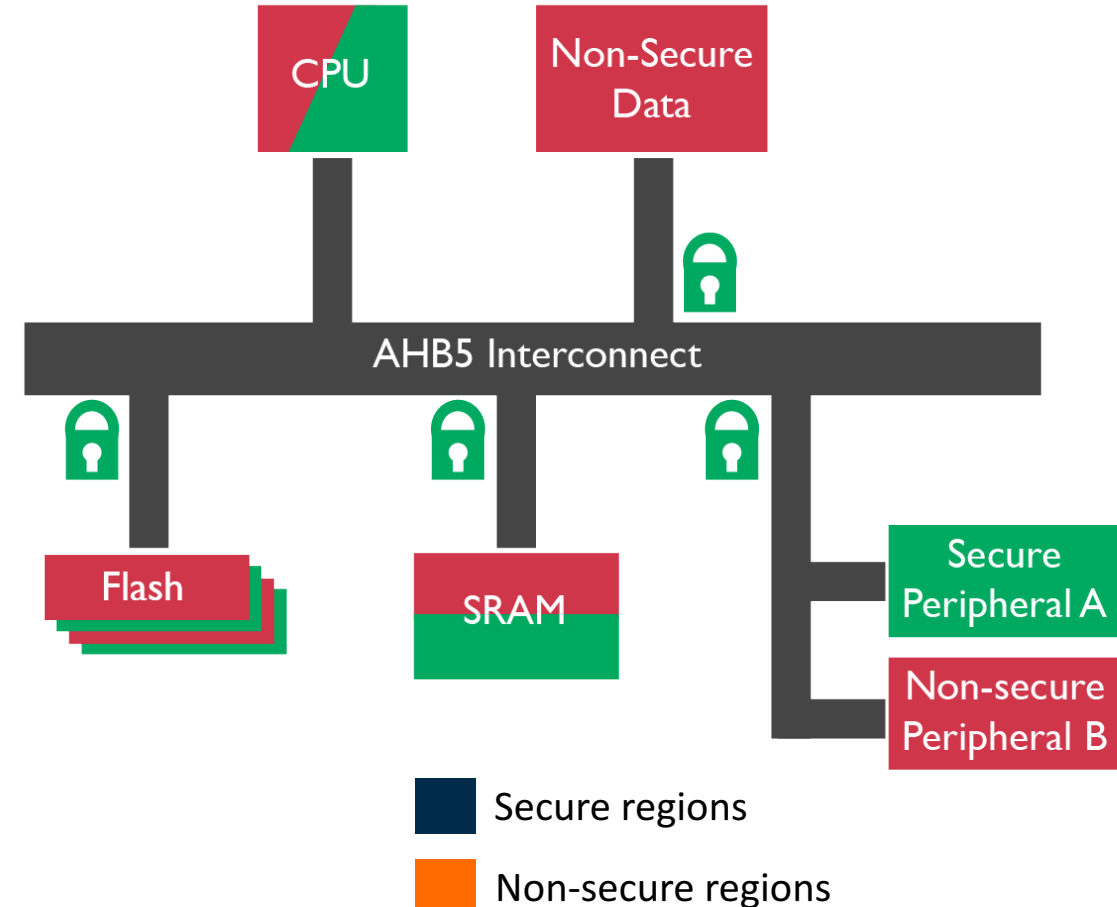 CPU
Non-Secure
Data
AHB5 Interconnect
Flash
SRAM
Secure
Peripheral A
Non-secure
Peripheral B
Secure regions
Non-secure regions